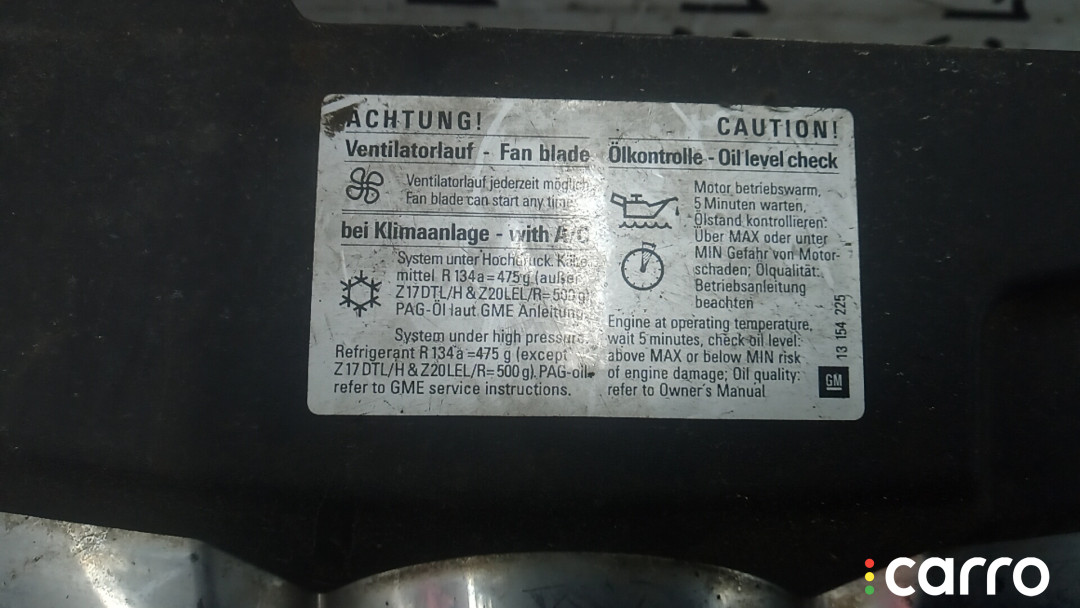 ACHTUNG!
Ventilatorlauf - Fan blade
Ventilatorlauf jederzeit möglich
Fan blade can start any time
bei Klimaanlage - with A/C
System unter Hochdruck. Kälte-
mittel R 134 a = 475 g (außer
Z 17 DTL/H & Z20LEL/R= 500 g).
PAG-Öl laut GME Anleitung.
System under high pressure.
Refrigerant R 134 a =475 g (except
Z 17 DTL/H & Z20LEL/R= 500 g). PAG-oil:
refer to GME service instructions.
CAUTION!
Ölkontrolle - Oil level check
Motor betriebswarm,
5 Minuten warten,
Ölstand kontrollieren:
Über MAX oder unter
MIN Gefahr von Motor-
schaden; Ölqualität:
Betriebsanleitung
beachten
Engine at operating temperature,
wait 5 minutes, check oil level:
above MAX or below MIN risk
of engine damage; Oil quality:
refer to Owner's Manual
13 154 225
GM
carro